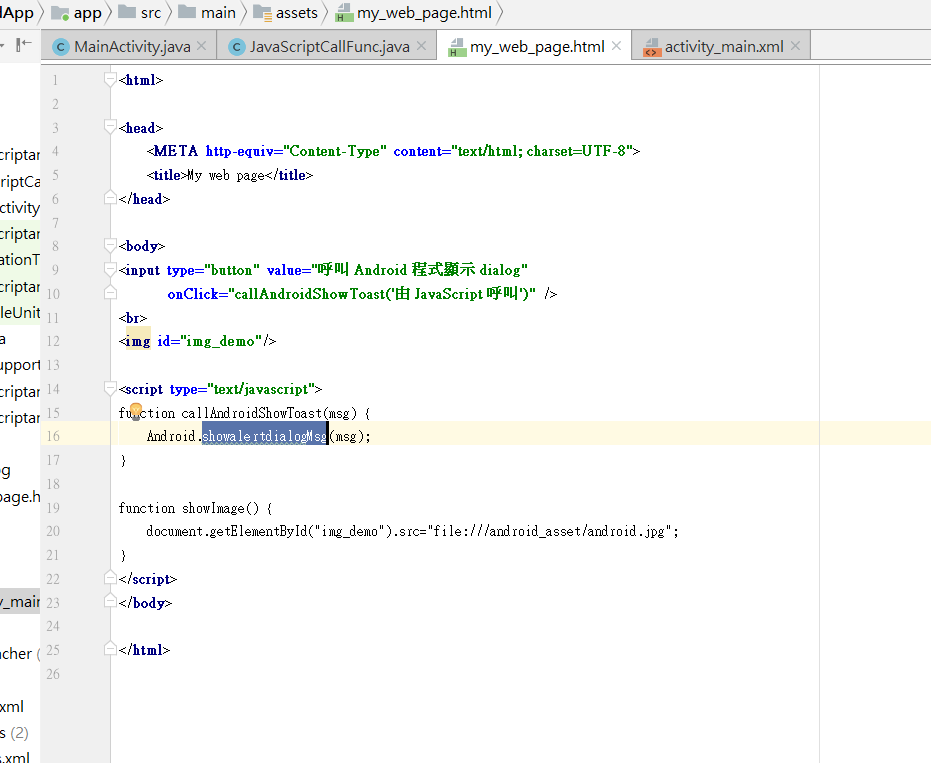 App app src main assets my_web_page.html
MainActivity.java JavaScriptCallFunc.java my_web_page.html activity_main.xml
1 <html>
2
3 <head>
4 <META http-equiv="Content-Type" content="text/html; charset=UTF-8">
5 <title>My web page</title>
6 </head>
7
8 <body>
9 <input type="button" value="呼叫 Android 程式顯示 dialog"
10 onClick="callAndroidShowToast('由 JavaScript 呼叫')" />
11 <br>
12 <img id="img_demo"/>
13
14 <script type="text/javascript">
15 function callAndroidShowToast(msg) {
16 Android.showalertdialogMsg(msg);
17 }
18
19 function showImage() {
20 document.getElementById("img_demo").src="file:///android_asset/android.jpg";
21 }
22 </script>
23 </body>
24
25 </html>
26
criptar
riptCa
ctivity
criptar
ationT
criptar
leUnit
a
upport
criptar
criptar
og
page.h
y_main
cher (
xml
s (2)
s.xml